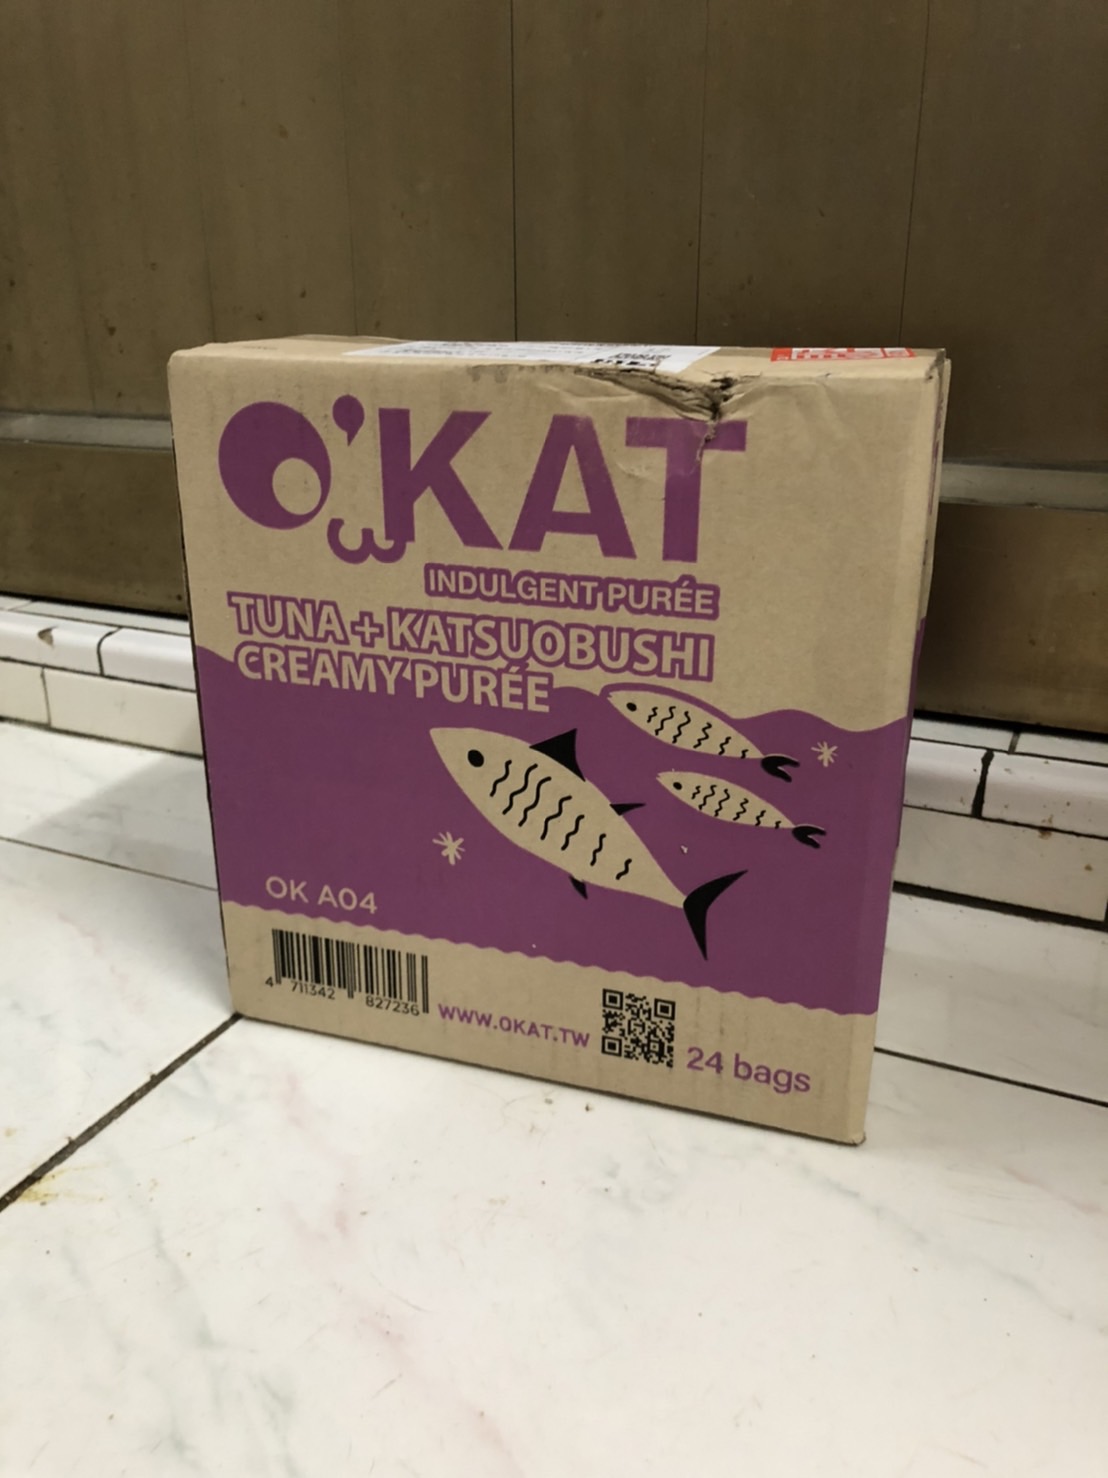 O'KAT
INDULGENT PURÉE
TUNA + KATSUOBUSHI
CREAMY PURÉE
OK A04
4 711342 827236
WWW.OKAT.TW
24 bags